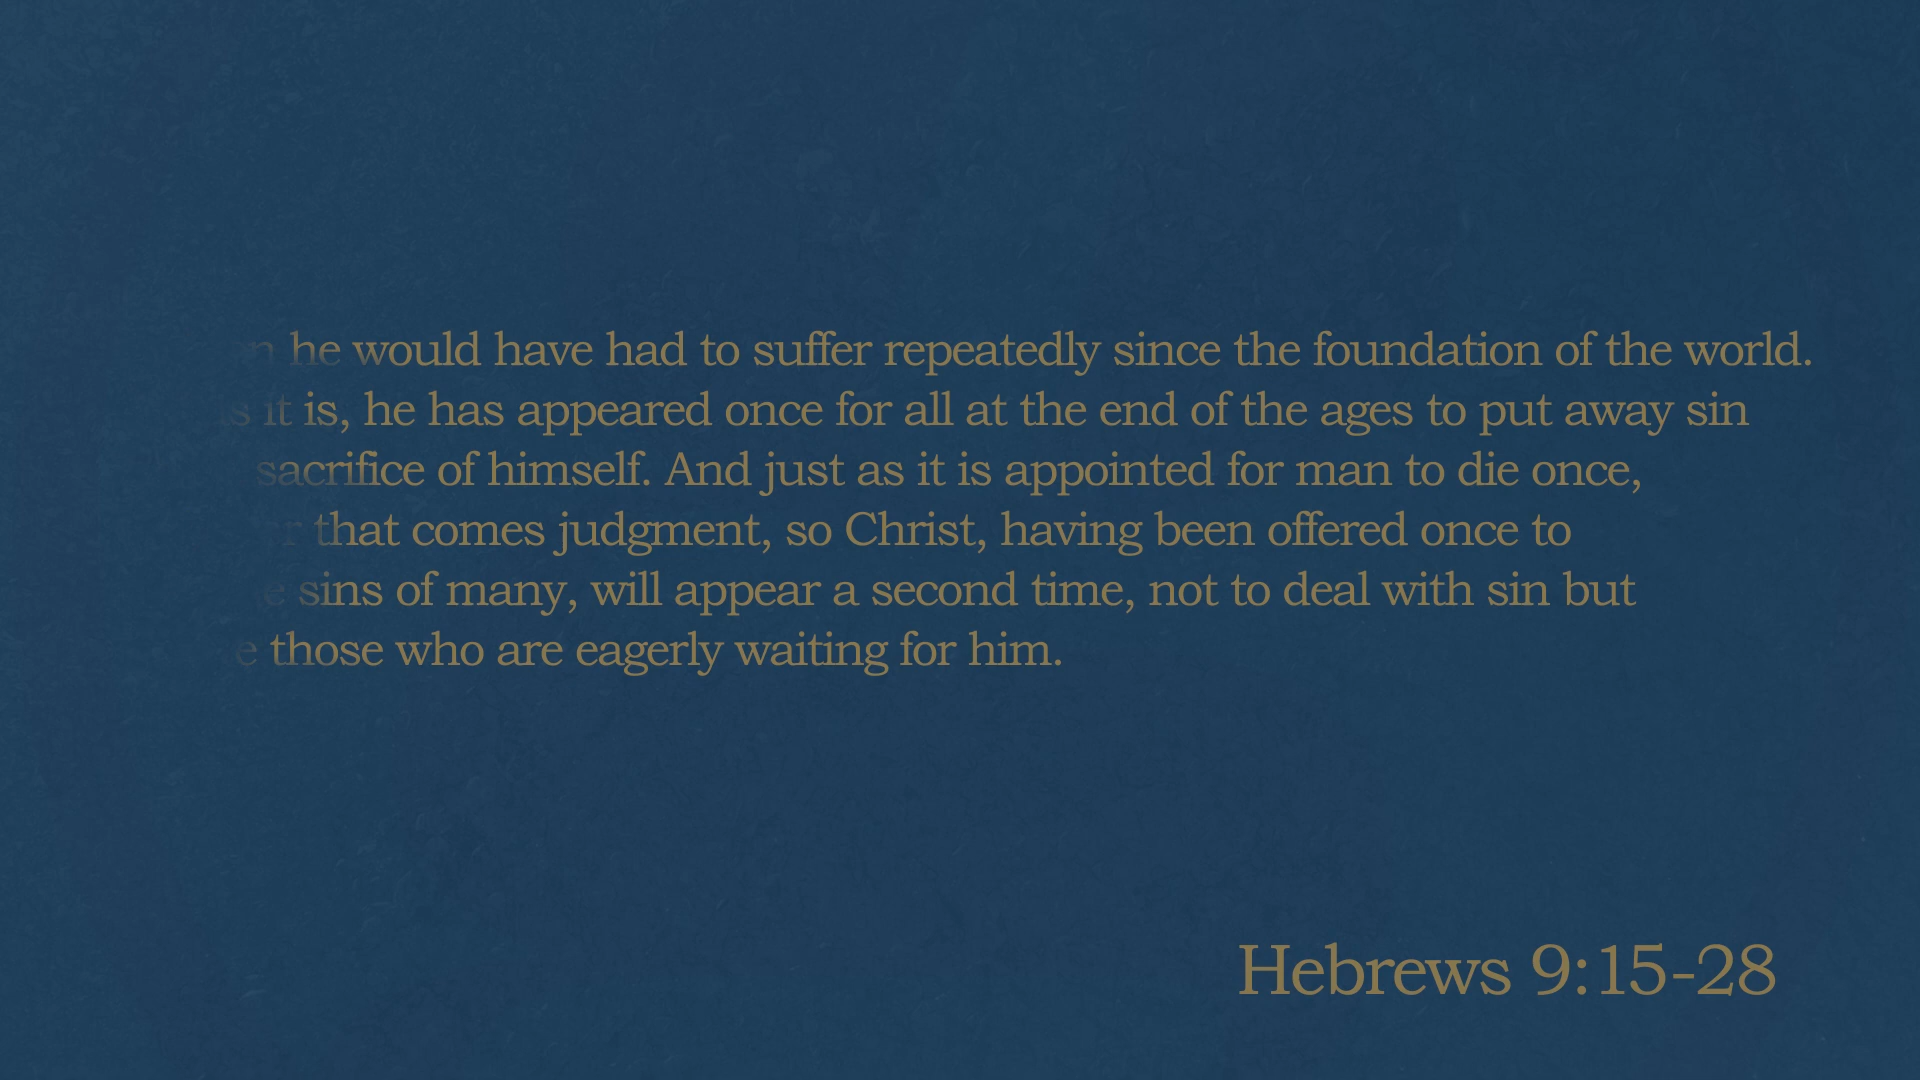 he would have had to suffer repeatedly since the foundation of the world.
it is, he has appeared once for all at the end of the ages to put away sin
sacrifice of himself. And just as it is appointed for man to die once,
that comes judgment, so Christ, having been offered once to
sins of many, will appear a second time, not to deal with sin but
those who are eagerly waiting for him.
Hebrews 9:15-28